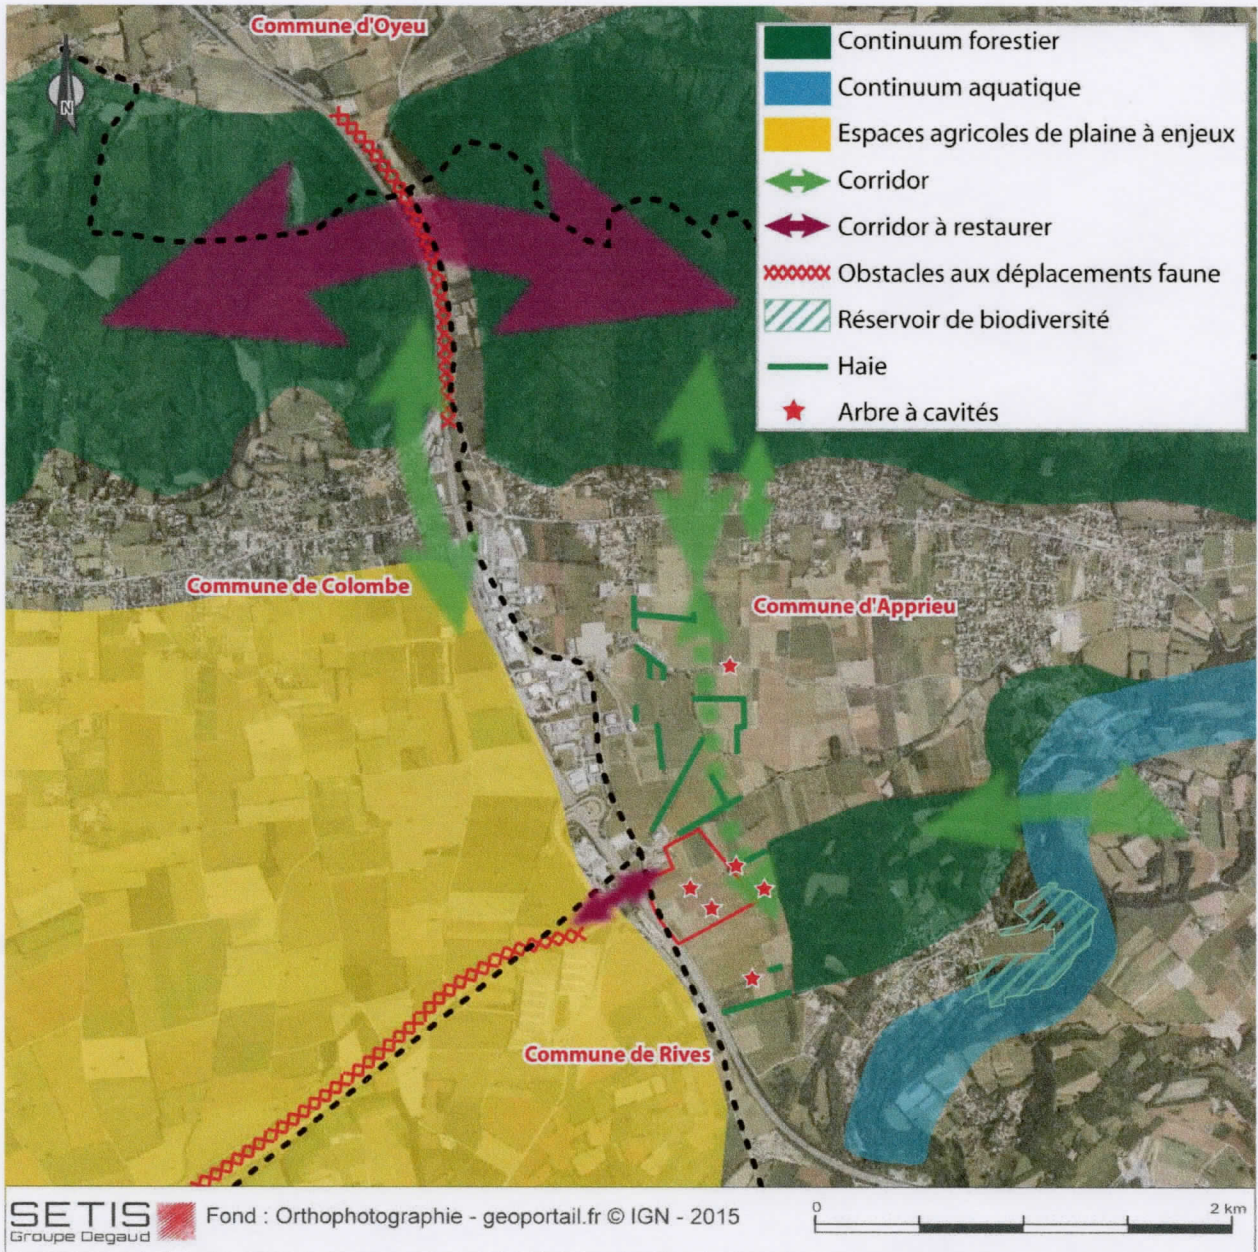 Commune d'Oyeu
N
Continuum forestier
Continuum aquatique
Espaces agricoles de plaine à enjeux
Corridor
Corridor à restaurer
Obstacles aux déplacements faune
Réservoir de biodiversité
Haie
Arbre à cavités
Commune de Colombe
Commune d'Apprieu
Commune de Rives
SETIS
Groupe Degaud
Fond : Orthophotographie - geoportail.fr © IGN - 2015
0 2 km